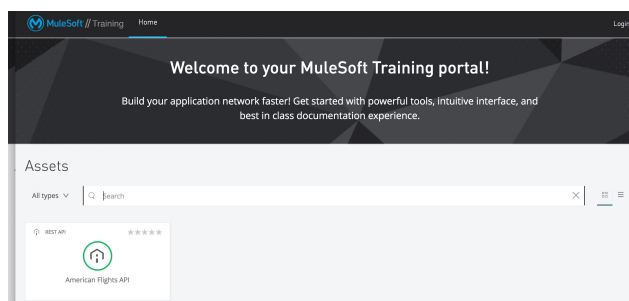 MuleSoft // Training Home Login
Welcome to your MuleSoft Training portal!
Build your application network faster! Get started with powerful tools, intuitive interface, and
best in class documentation experience.
Assets
All types Search
REST API
American Flights API